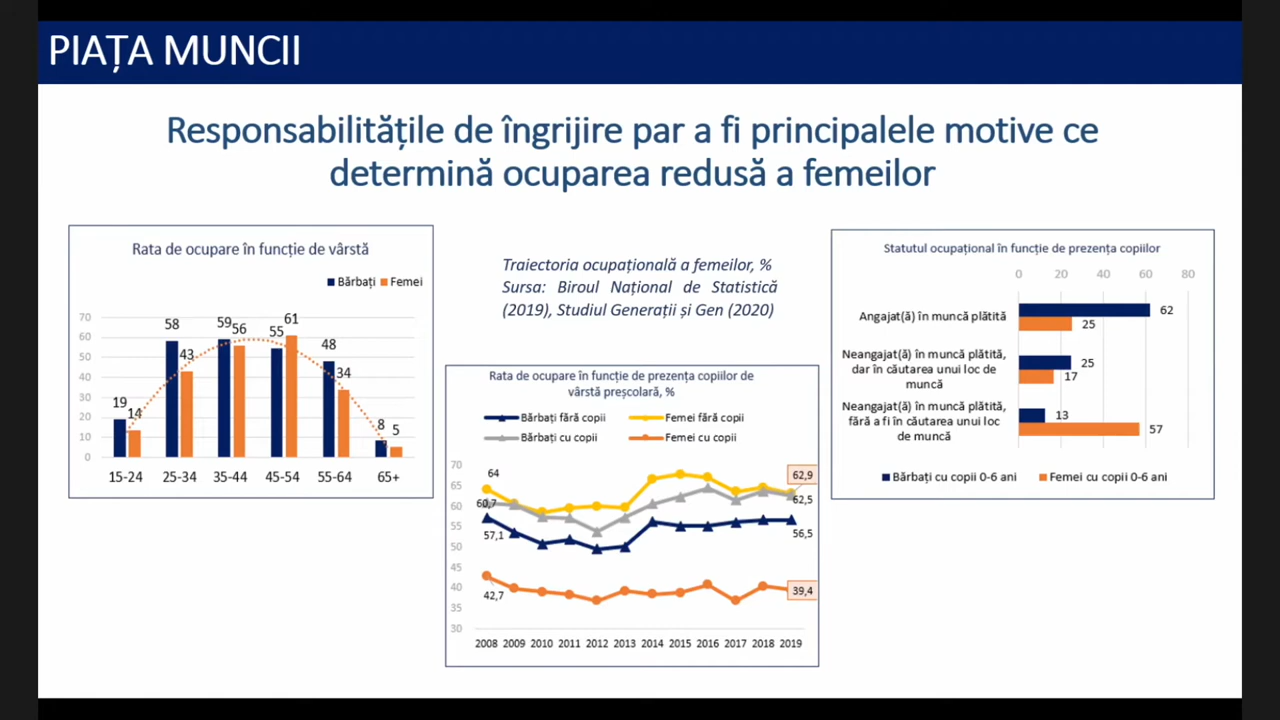 PIAȚA MUNCII
Responsabilitățile de îngrijire par a fi principalele motive ce
determină ocuparea redusă a femeilor
Rata de ocupare în funcție de vârstă
Bărbați Femei
70
60
50
40
30
20
10
0
19
14
58
43
59
56
55
61
48
34
8
5
15-24 25-34 35-44 45-54 55-64 65+
Traiectoria ocupațională a femeilor, %
Sursa: Biroul Național de Statistică
(2019), Studiul Generații și Gen (2020)
Rata de ocupare în funcție de prezența copiilor de
vârstă preșcolară, %
Bărbați fără copii Femei fără copii
Bărbați cu copii Femei cu copii
70
65
60
55
50
45
40
35
30
64
60,7
57,1
42,7
62,9
62,5
56,5
39,4
2008 2009 2010 2011 2012 2013 2014 2015 2016 2017 2018 2019
Statutul ocupațional în funcție de prezența copiilor
0 20 40 60 80
Angajat(ă) în muncă plătită
62
25
Neangajat(ă) în muncă plătită,
dar în căutarea unui loc de
muncă
25
17
Neangajat(ă) în muncă plătită,
fără a fi în căutarea unui loc
de muncă
13
57
Bărbați cu copii 0-6 ani Femei cu copii 0-6 ani